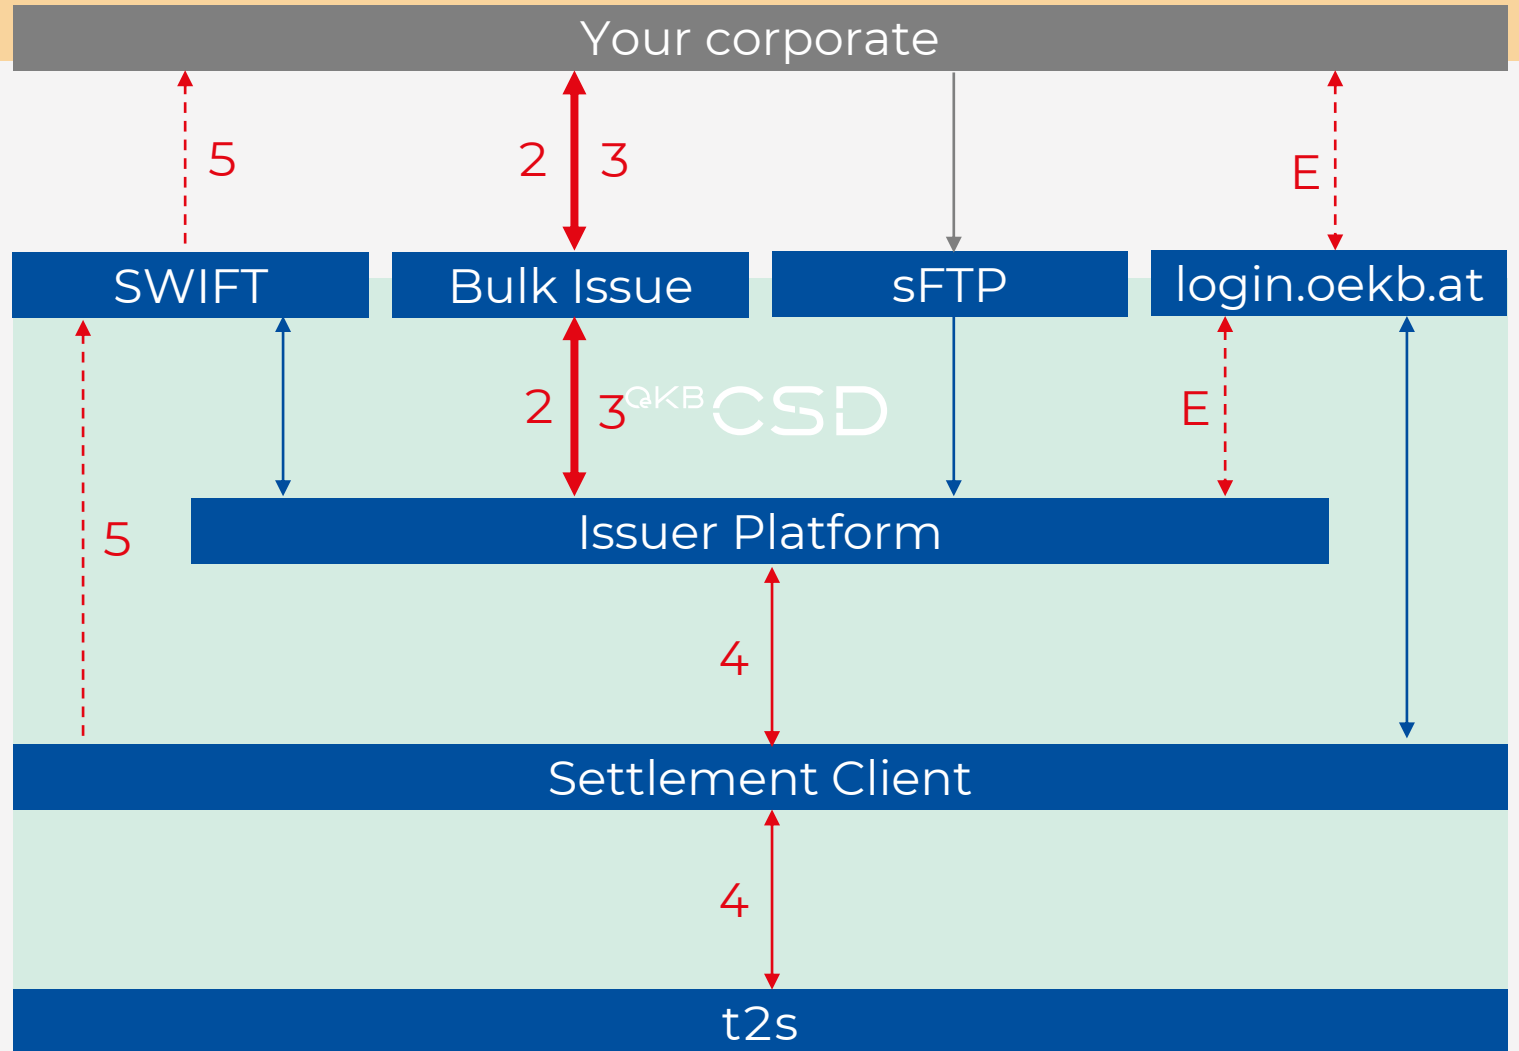 Your corporate
5
2
3
E
SWIFT
Bulk Issue
sFTP
login.oekb.at
2
3
OeKB CSD
E
5
Issuer Platform
4
Settlement Client
4
t2s